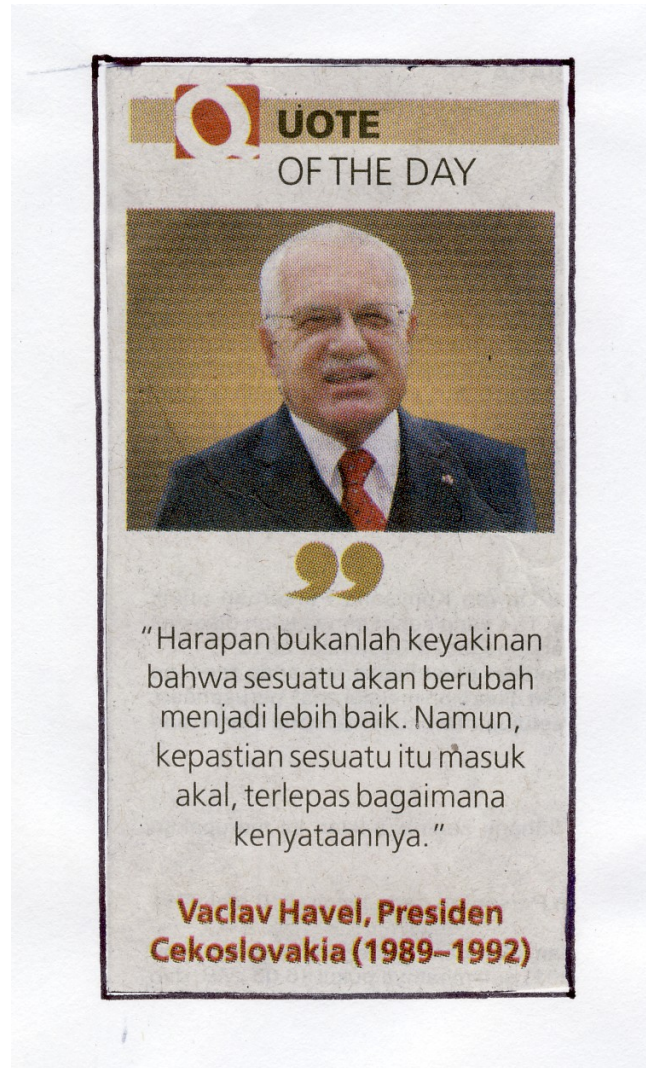 QUOTE
OF THE DAY
”
“Harapan bukanlah keyakinan
bahwa sesuatu akan berubah
menjadi lebih baik. Namun,
kepastian sesuatu itu masuk
akal, terlepas bagaimana
kenyataannya.”
Vaclav Havel, Presiden
Cekoslovakia (1989–1992)